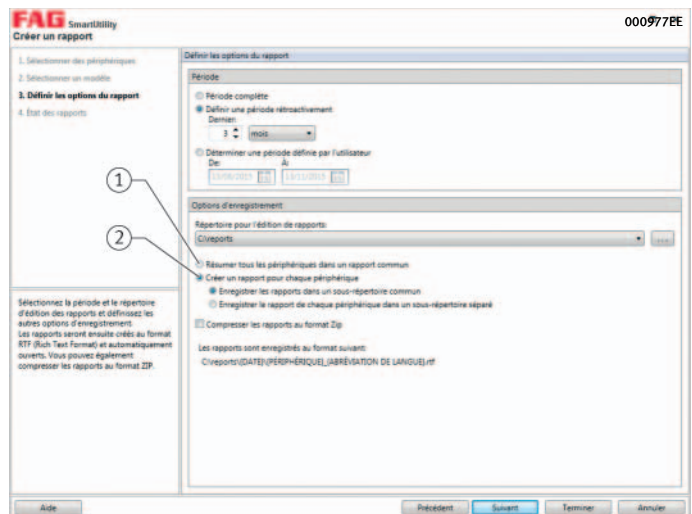 FAG SmartUtility
000977EE
Créer un rapport
1. Sélectionner des périphériques
2. Sélectionner un modèle
3. Définir les options du rapport
4. État des rapports
Sélectionnez la période et le répertoire
d'édition des rapports et définissez les
autres options d'enregistrement.
Les rapports seront ensuite créés au format
RTF (Rich Text Format) et automatiquement
ouverts. Vous pouvez également
compresser les rapports au format ZIP.
Définir les options du rapport
Période
Période complète
Définir une période rétroactivement
Dernier:
3 mois
Déterminer une période définie par l'utilisateur
De: À:
13/08/2015 13/11/2015
Options d'enregistrement
Répertoire pour l'édition de rapports:
C:\reports ...
1
Résumer tous les périphériques dans un rapport commun
2
Créer un rapport pour chaque périphérique
Enregistrer les rapports dans un sous-répertoire commun
Enregistrer le rapport de chaque périphérique dans un sous-répertoire séparé
Compresser les rapports au format Zip
Les rapports sont enregistrés au format suivant:
C:\reports\[DATE]\[PÉRIPHÉRIQUE]_[ABRÉVIATION DE LANGUE].rtf
Aide Précédent Suivant Terminer Annuler